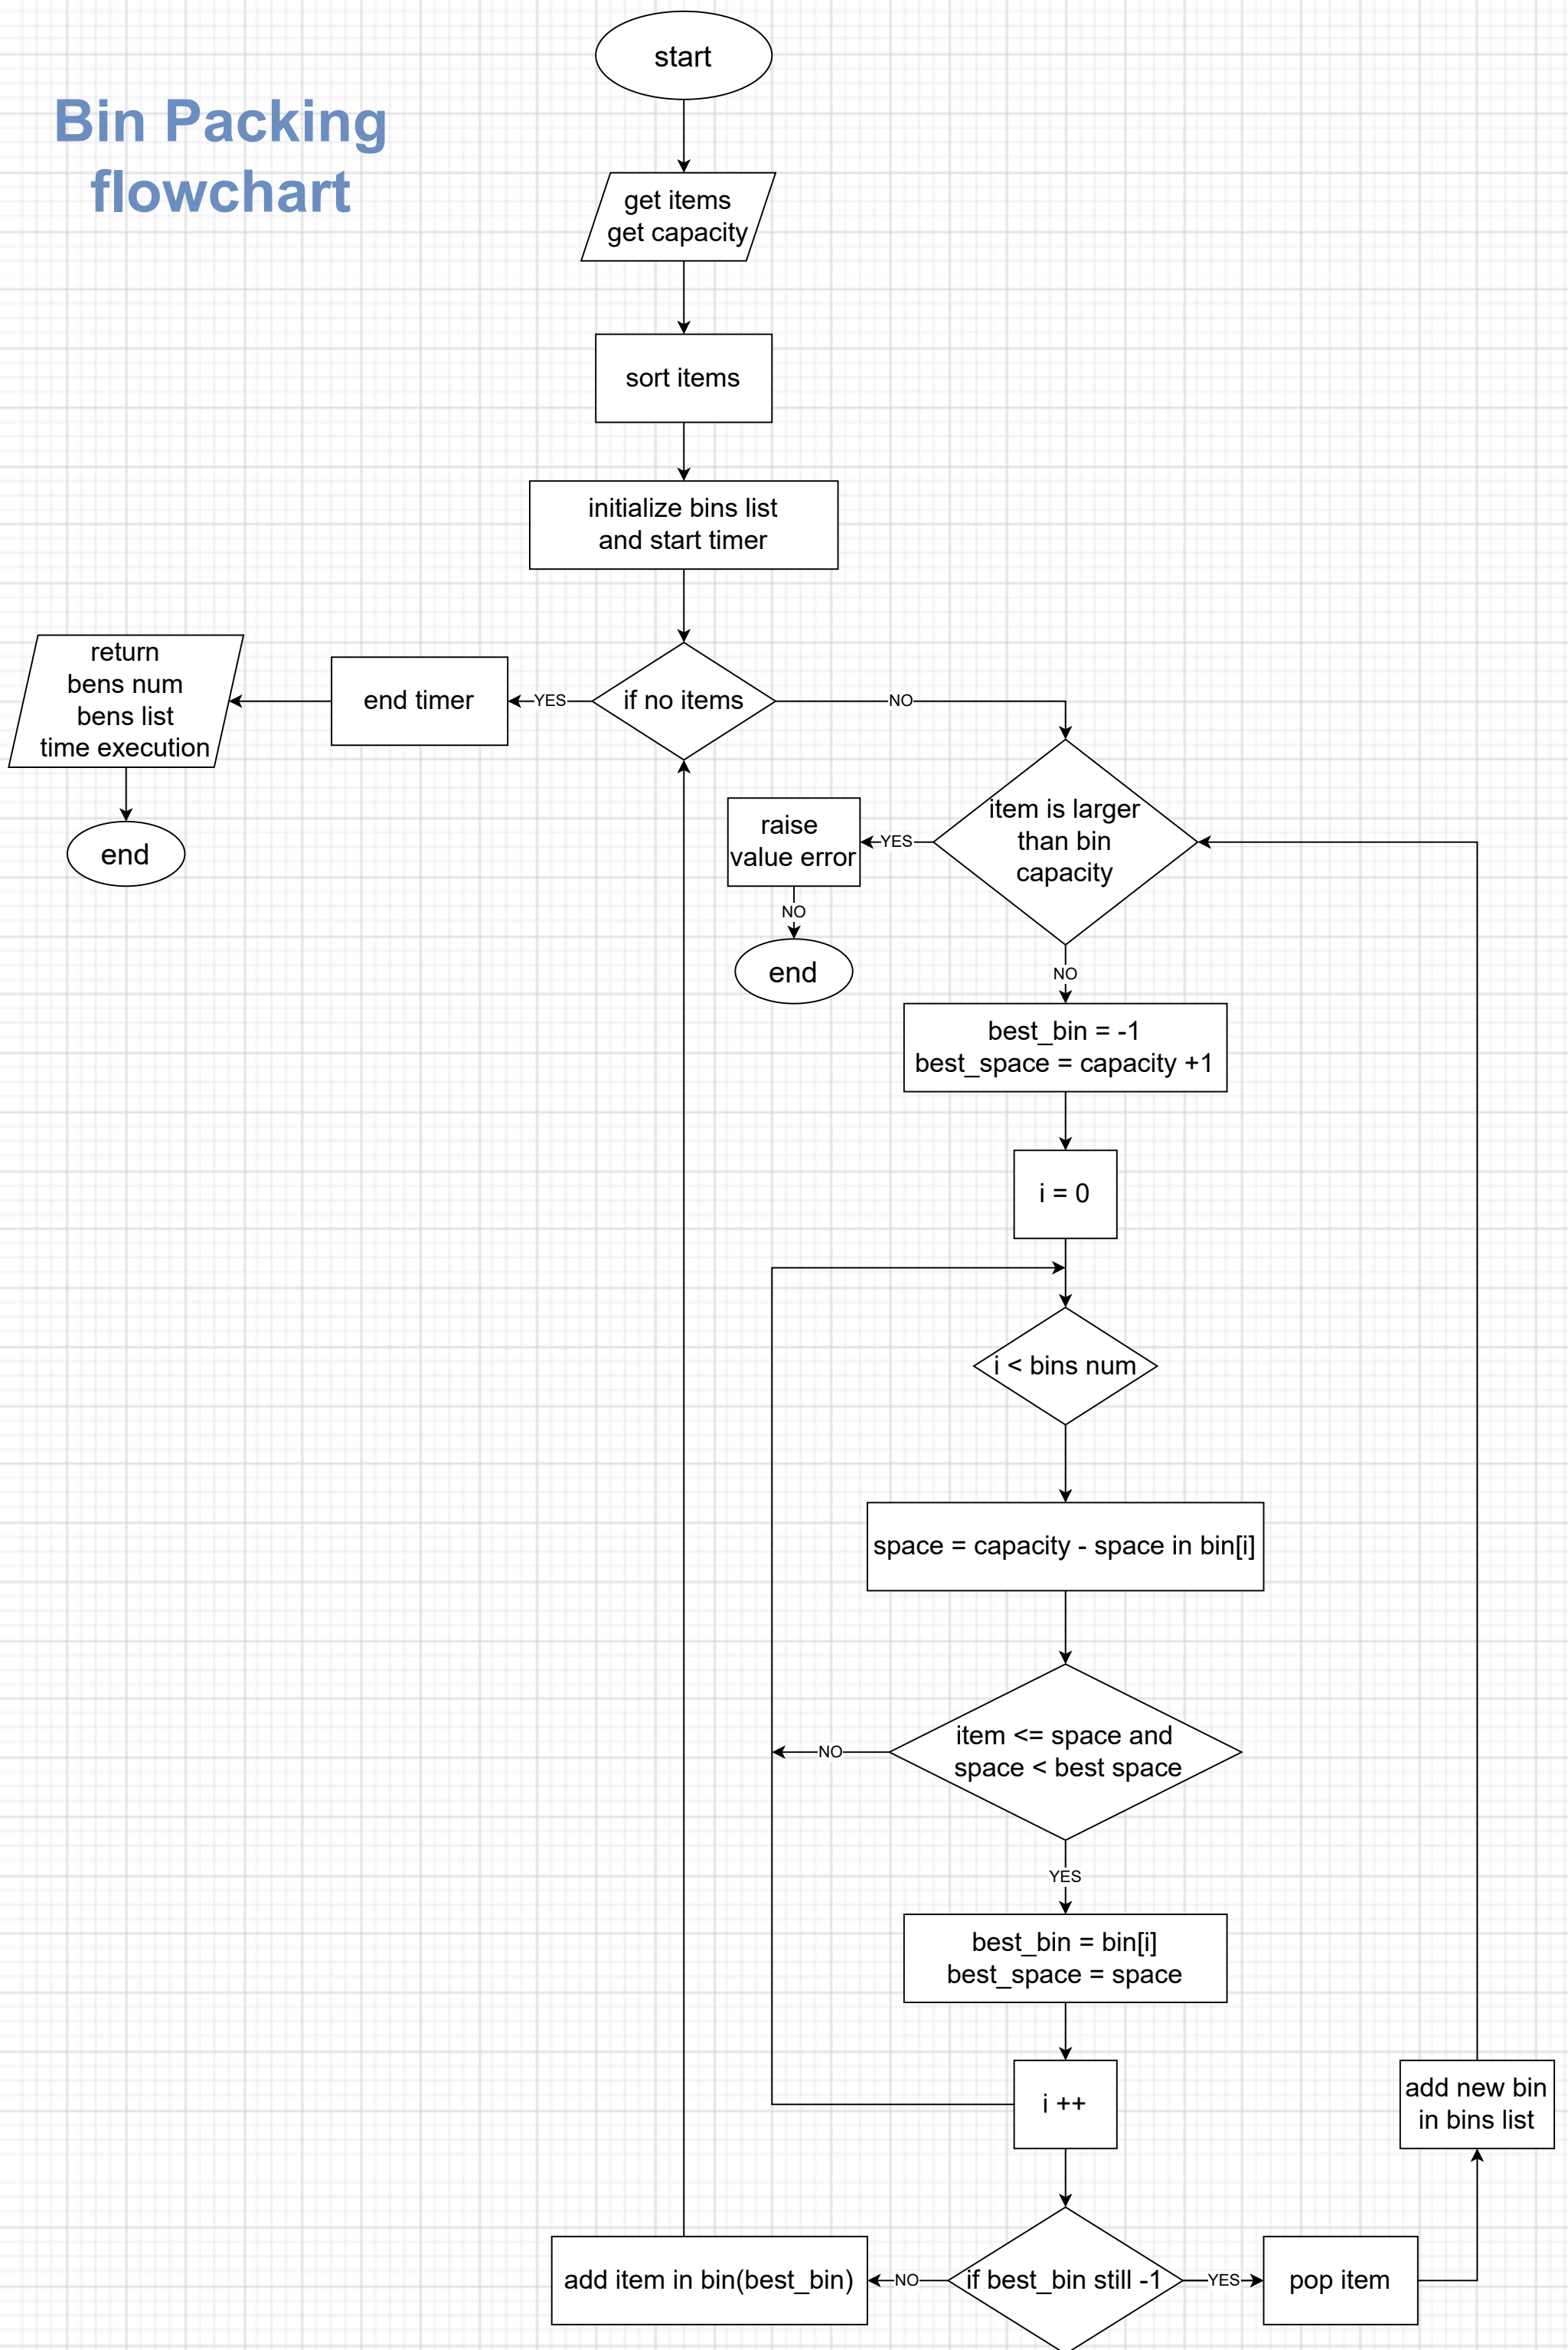 Bin Packing
flowchart
start
get items
get capacity
sort items
initialize bins list
and start timer
if no items
YES
NO
end timer
return
bens num
bens list
time execution
end
item is larger
than bin
capacity
YES
raise
value error
NO
end
NO
best_bin = -1
best_space = capacity +1
i = 0
i < bins num
space = capacity - space in bin[i]
item <= space and
space < best space
NO
YES
best_bin = bin[i]
best_space = space
i ++
add new bin
in bins list
if best_bin still -1
NO
add item in bin(best_bin)
YES
pop item